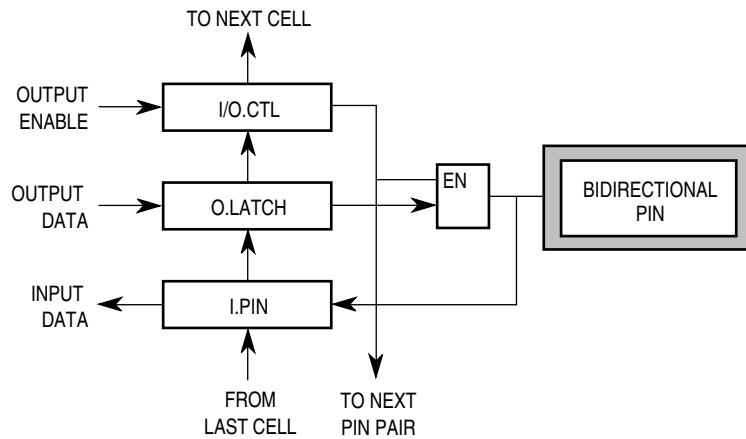 TO NEXT CELL
OUTPUT
ENABLE
I/O.CTL
EN
BIDIRECTIONAL
PIN
OUTPUT
DATA
O.LATCH
INPUT
DATA
I.PIN
FROM
LAST CELL
TO NEXT
PIN PAIR